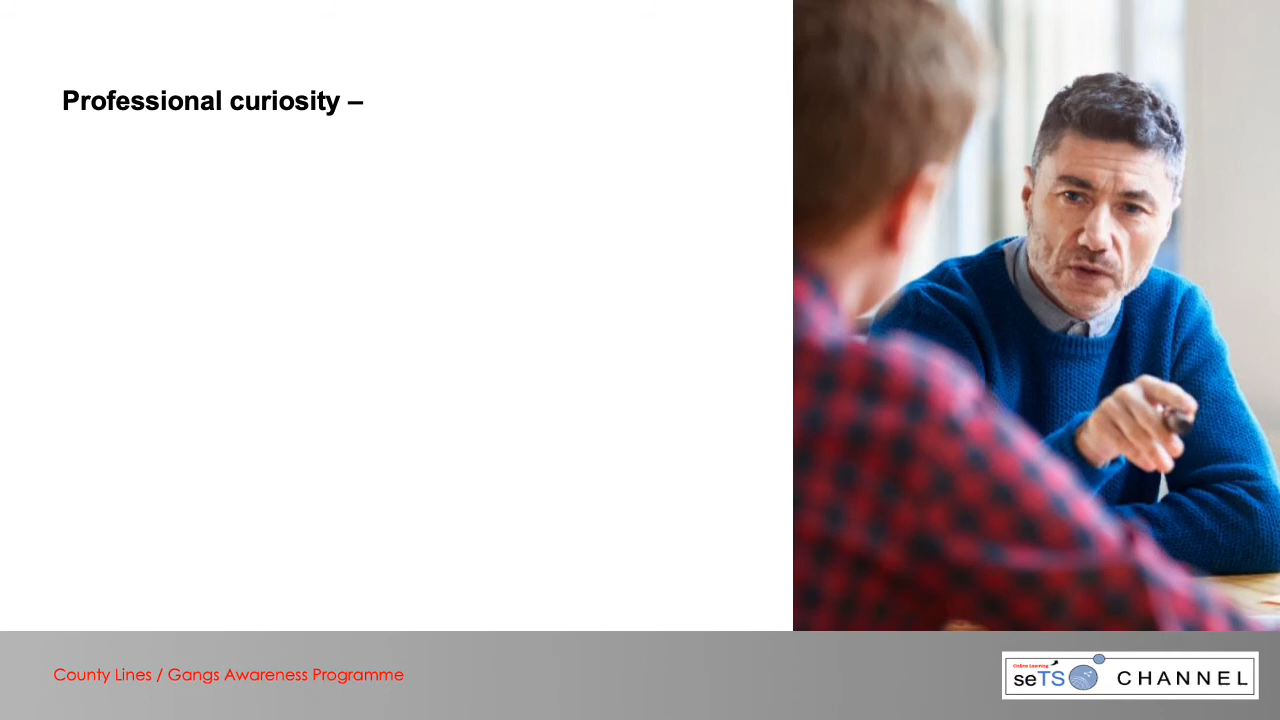 Professional curiosity –
County Lines / Gangs Awareness Programme
Online Learning
seTS CHANNEL